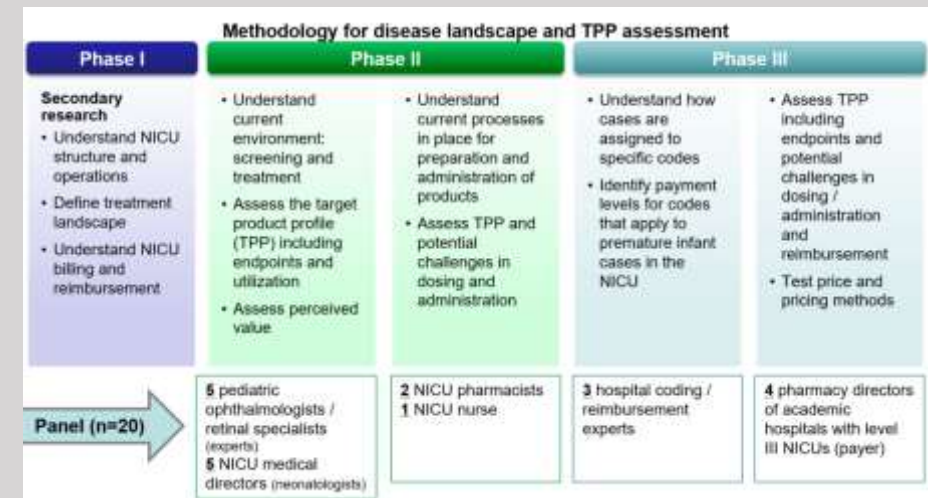 Methodology for disease landscape and TPP assessment
Phase I
Phase II
Phase III
Secondary
research
• Understand NICU
structure and
operations
• Define treatment
landscape
• Understand NICU
billing and
reimbursement
• Understand
current
environment:
screening and
treatment
• Assess the target
product profile
(TPP) including
endpoints and
utilization
• Assess perceived
value
• Understand
current processes
in place for
preparation and
administration of
products
• Assess TPP and
potential
challenges in
dosing and
administration
• Understand how
cases are
assigned to
specific codes
• Identify payment
levels for codes
that apply to
premature infant
cases in the
NICU
• Assess TPP
including
endpoints and
potential
challenges in
dosing /
administration
and
reimbursement
• Test price and
pricing methods
Panel (n=20)
5 pediatric
ophthalmologists /
retinal specialists
(experts)
5 NICU medical
directors (neonatologists)
2 NICU pharmacists
1 NICU nurse
3 hospital coding /
reimbursement
experts
4 pharmacy directors
of academic
hospitals with level
III NICUs (payer)